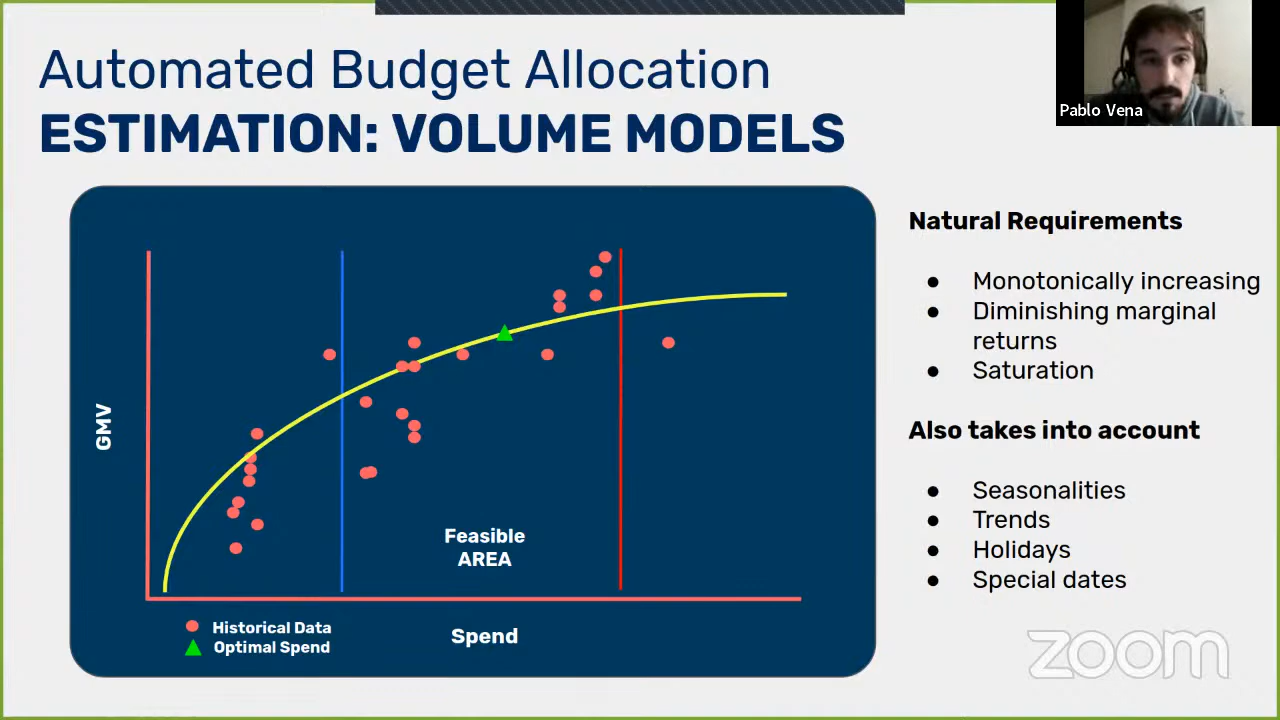 Automated Budget Allocation
ESTIMATION: VOLUME MODELS
Pablo Vena
GMV
Feasible
AREA
Historical Data
Optimal Spend
Spend
Natural Requirements
● Monotonically increasing
● Diminishing marginal
returns
● Saturation
Also takes into account
● Seasonalities
● Trends
● Holidays
● Special dates
zoom